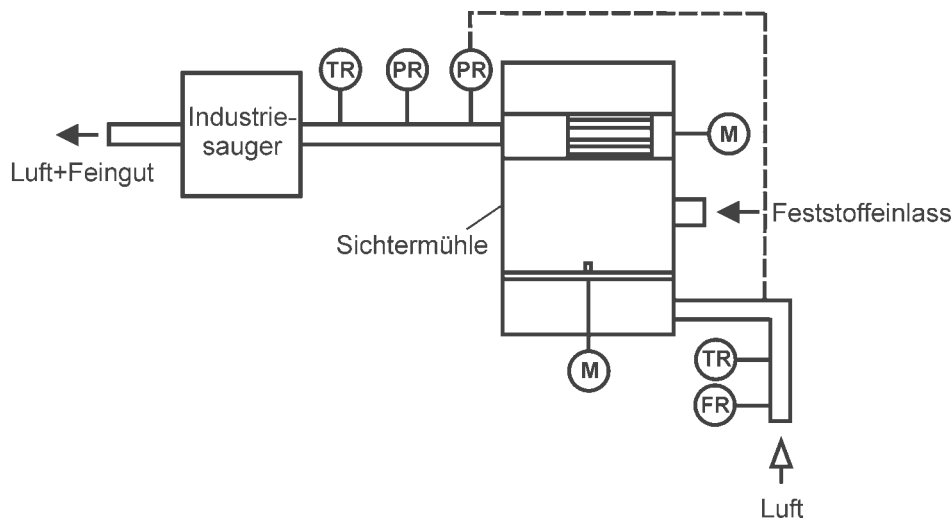 TR
PR
PR
Industrie-
sauger
M
Luft+Feingut
Feststoffeinlass
Sichtermühle
TR
M
FR
Luft